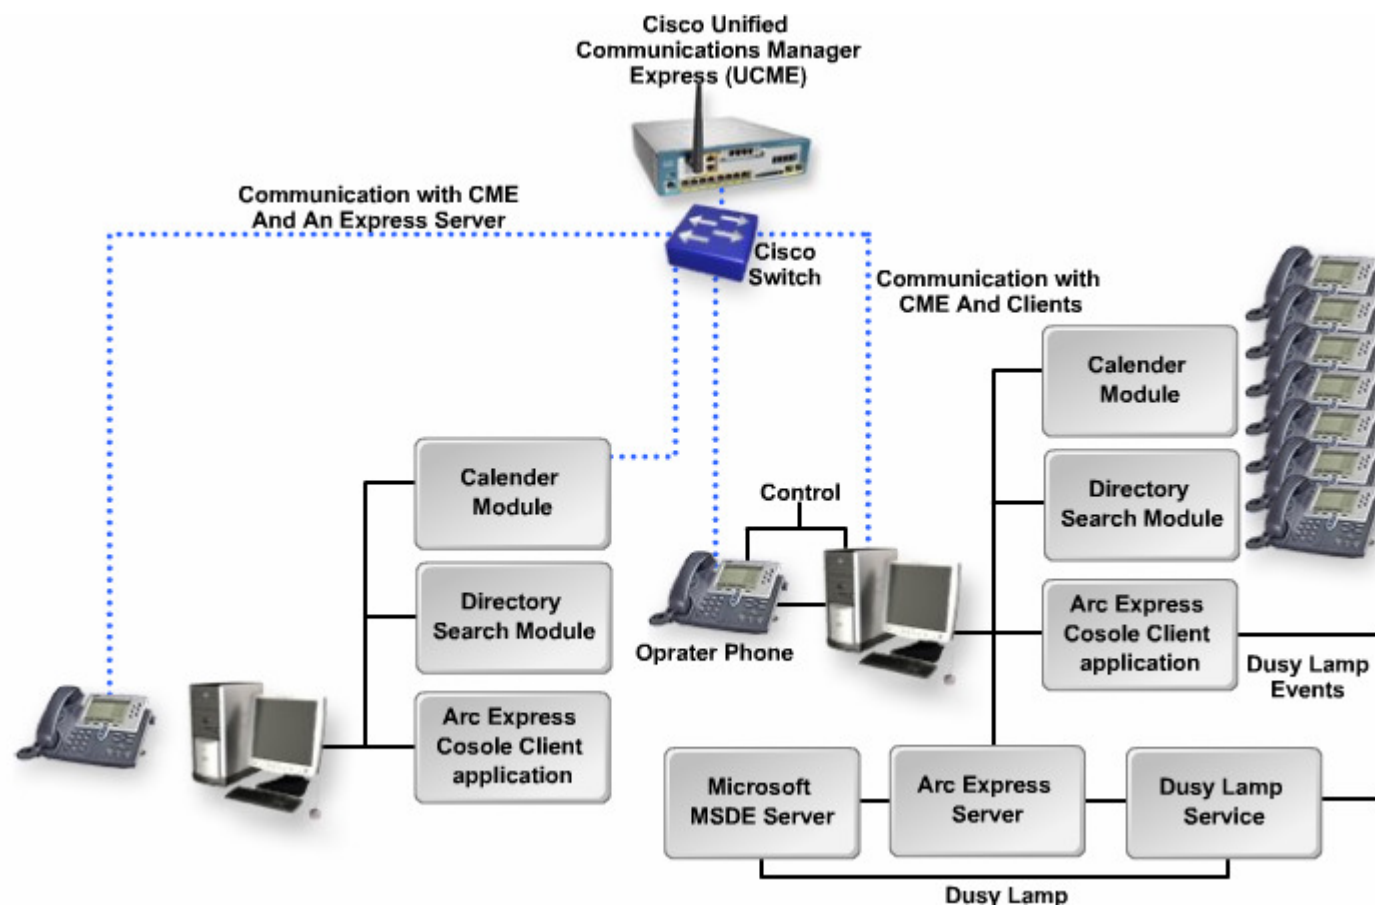 Cisco Unified
Communications Manager
Express (UCME)
Communication with CME
And An Express Server
Cisco
Switch
Communication with
CME And Clients
Calender
Module
Directory
Search Module
Arc Express
Cosole Client
application
Control
Oprater Phone
Calender
Module
Directory
Search Module
Arc Express
Cosole Client
application
Dusy Lamp
Events
Microsoft
MSDE Server
Arc Express
Server
Dusy Lamp
Service
Dusy Lamp